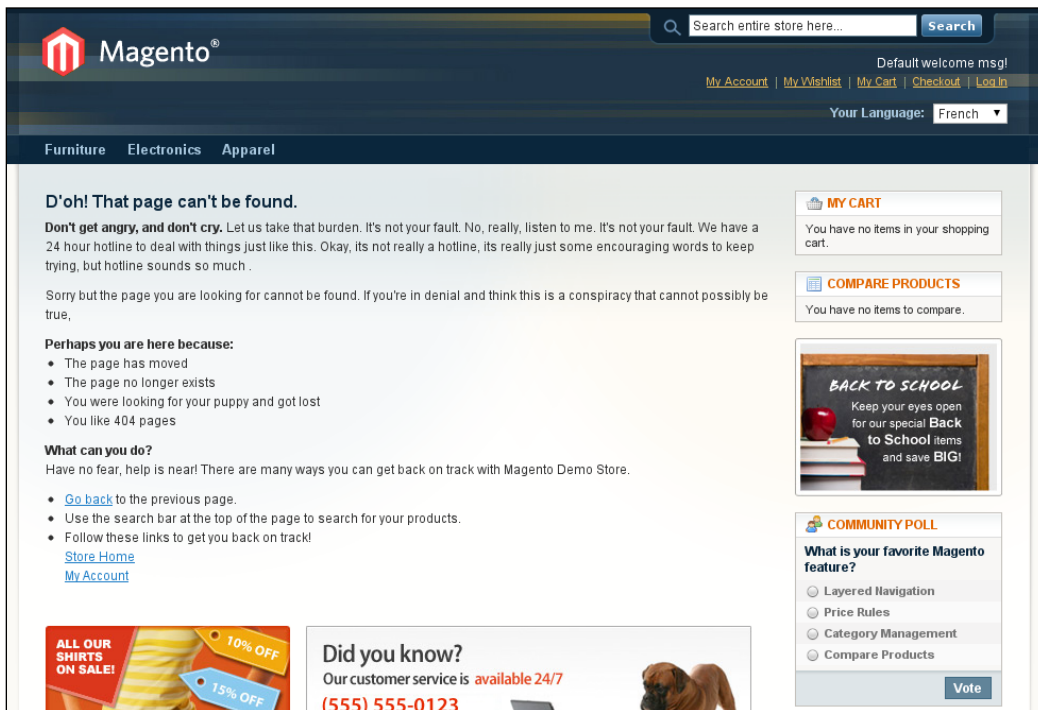 Magento®
Search entire store here...
Search
Default welcome msg!
My Account | My Wishlist | My Cart | Checkout | Log In
Your Language: French
Furniture Electronics Apparel
D'oh! That page can't be found.
Don't get angry, and don't cry. Let us take that burden. It's not your fault. No, really, listen to me. It's not your fault. We have a
24 hour hotline to deal with things just like this. Okay, its not really a hotline, its really just some encouraging words to keep
trying, but hotline sounds so much .
Sorry but the page you are looking for cannot be found. If you're in denial and think this is a conspiracy that cannot possibly be
true,
Perhaps you are here because:
The page has moved
The page no longer exists
You were looking for your puppy and got lost
You like 404 pages
What can you do?
Have no fear, help is near! There are many ways you can get back on track with Magento Demo Store.
Go back to the previous page.
Use the search bar at the top of the page to search for your products.
Follow these links to get you back on track!
Store Home
My Account
ALL OUR
SHIRTS
ON SALE!
10% OFF
15% OFF
Did you know?
Our customer service is available 24/7
(555) 555-0123
MY CART
You have no items in your shopping
cart.
COMPARE PRODUCTS
You have no items to compare.
BACK TO SCHOOL
Keep your eyes open
for our special Back
to School items
and save BIG!
COMMUNITY POLL
What is your favorite Magento
feature?
Layered Navigation
Price Rules
Category Management
Compare Products
Vote